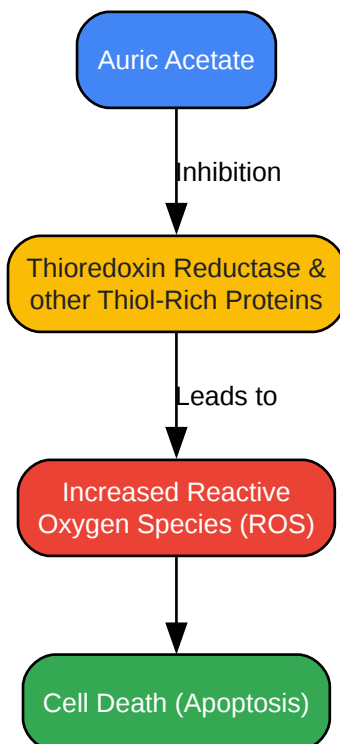 Auric Acetate
Inhibition
Thioredoxin Reductase &
other Thiol-Rich Proteins
Leads to
Increased Reactive
Oxygen Species (ROS)
Cell Death (Apoptosis)